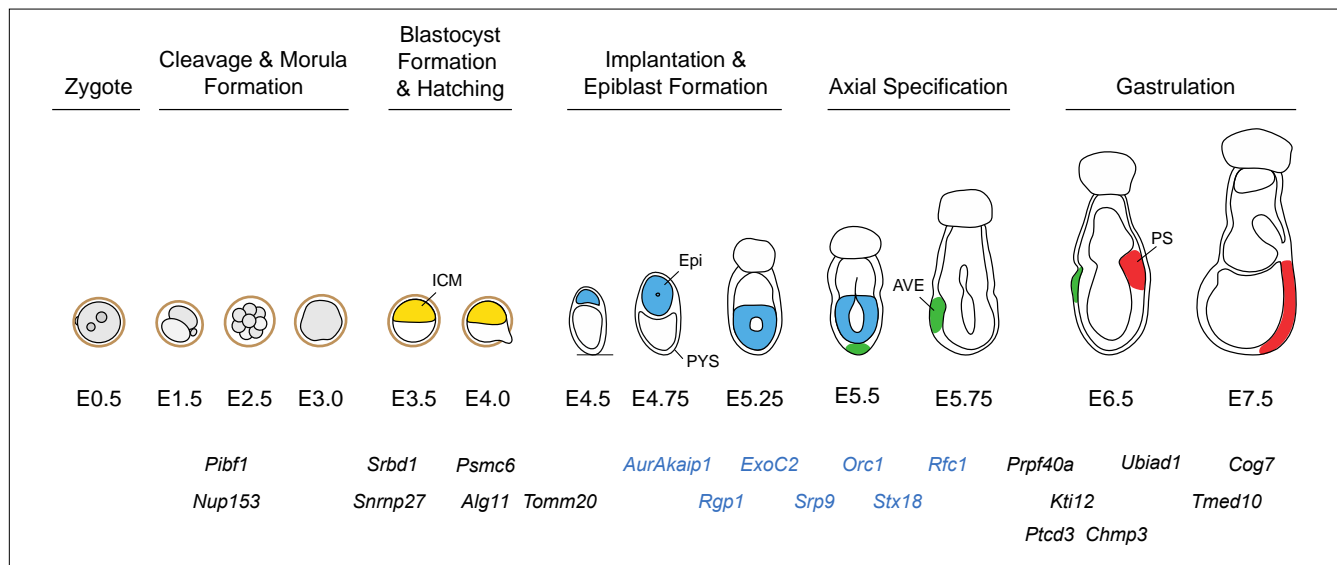 Zygote
Cleavage & Morula
Formation
Blastocyst
Formation
& Hatching
Implantation &
Epiblast Formation
Axial Specification
Gastrulation
ICM
Epi
PYS
AVE
PS
E0.5 E1.5 E2.5 E3.0 E3.5 E4.0 E4.5 E4.75 E5.25 E5.5 E5.75 E6.5 E7.5
Pibf1 Srbd1 Psmc6 AurAkaip1 ExoC2 Orc1 Rfc1 Prpf40a Ubiad1 Cog7
Nup153 Snrnp27 Alg11 Tomm20 Rgp1 Srp9 Stx18 Kti12 Tmed10
Ptcd3 Chmp3